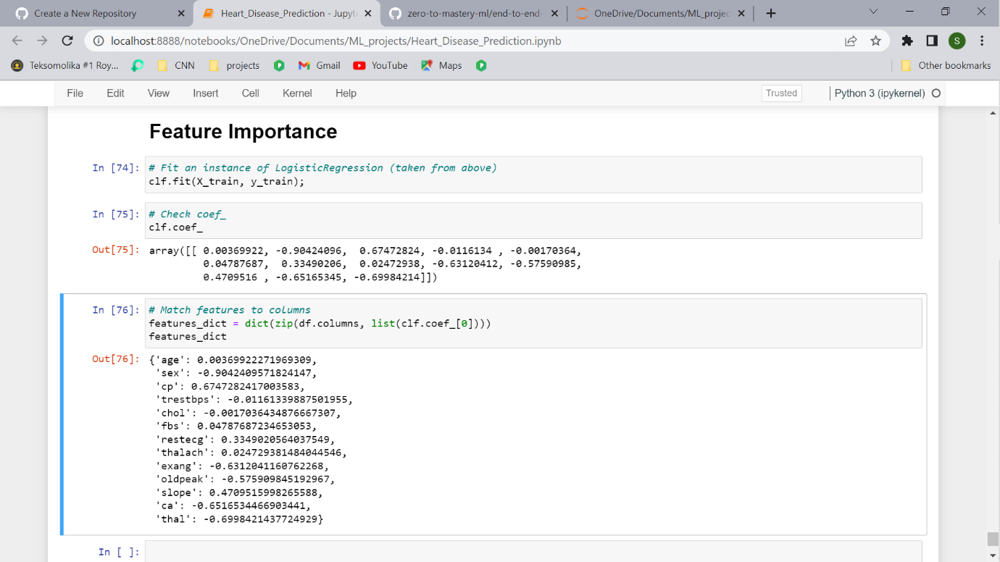 Create a New Repository
Heart_Disease_Prediction - Jupyt
zero-to-mastery-ml/end-to-end-
OneDrive/Documents/ML_projec
localhost:8888/notebooks/OneDrive/Documents/ML_projects/Heart_Disease_Prediction.ipynb
S
Teksomolika #1 Roy...
CNN
projects
Gmail
YouTube
Maps
Other bookmarks
File Edit View Insert Cell Kernel Help
Trusted
Python 3 (ipykernel)
Feature Importance
In [74]:
# Fit an instance of LogisticRegression (taken from above)
clf.fit(X_train, y_train);
In [75]:
# Check coef_
clf.coef_
Out[75]:
array([[ 0.00369922, -0.90424096,  0.67472824, -0.0116134 , -0.00170364,
0.04787687,  0.33490206,  0.02472938, -0.63120412, -0.57590985,
0.4709516 , -0.65165345, -0.69984214]])
In [76]:
# Match features to columns
features_dict = dict(zip(df.columns, list(clf.coef_[0])))
features_dict
Out[76]:
{'age': 0.00369922271969309,
'sex': -0.9042409571824147,
'cp': 0.6747282417003583,
'trestbps': -0.01161339887501955,
'chol': -0.0017036434876667307,
'fbs': 0.04787687234653053,
'restecg': 0.3349020564037549,
'thalach': 0.024729381484044546,
'exang': -0.6312041160762268,
'oldpeak': -0.575909845192967,
'slope': 0.4709515998265588,
'ca': -0.6516534466903441,
'thal': -0.6998421437724929}
In [ ]: